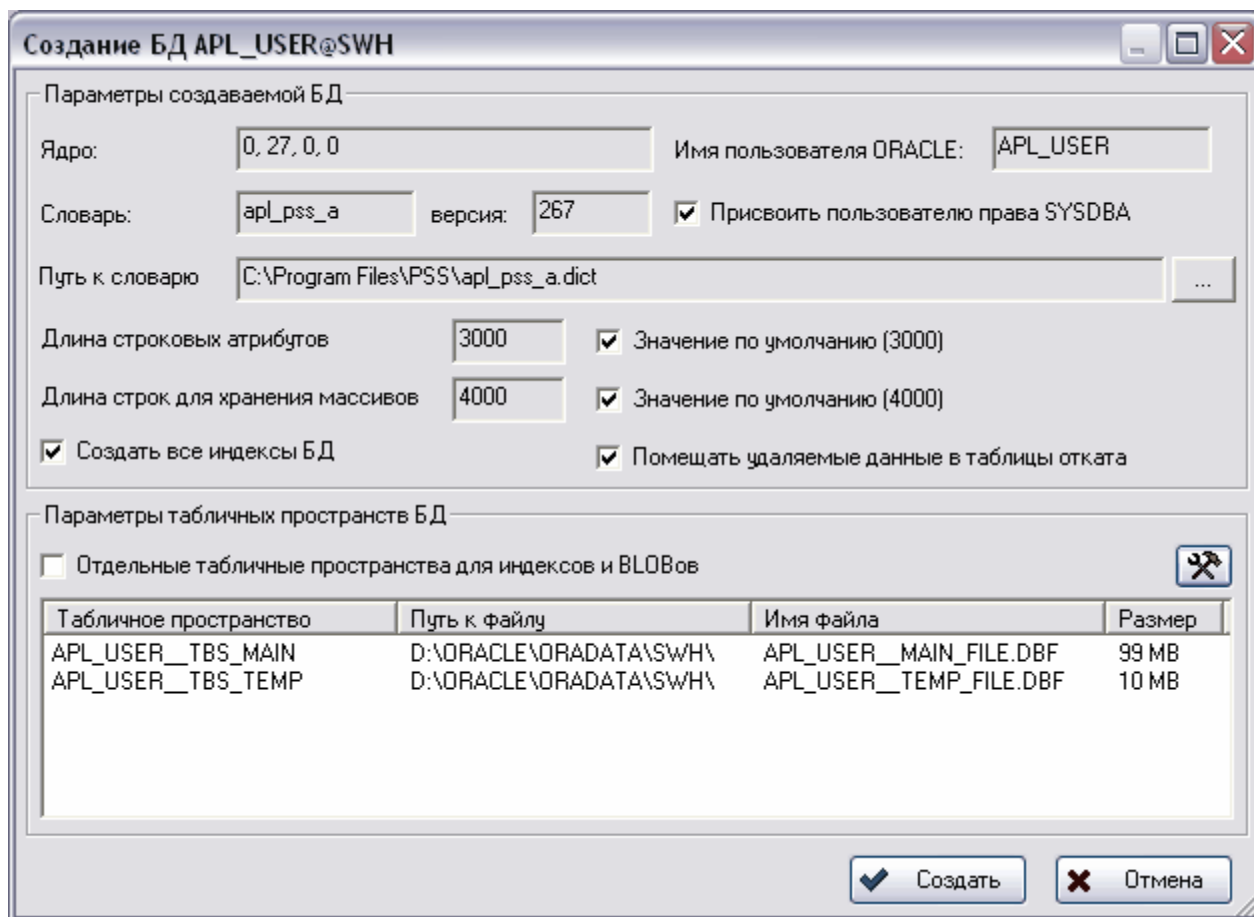 Создание БД APL_USER@SWH
Параметры создаваемой БД
Ядро: 0, 27, 0, 0 Имя пользователя ORACLE: APL_USER
Словарь: apl_pss_a версия: 267 Присвоить пользователю права SYSDBA
Путь к словарю C:\Program Files\PSS\apl_pss_a.dict ...
Длина строковых атрибутов 3000 Значение по умолчанию (3000)
Длина строк для хранения массивов 4000 Значение по умолчанию (4000)
Создать все индексы БД Помещать удаляемые данные в таблицы отката
Параметры табличных пространств БД
Отдельные табличные пространства для индексов и BLOBов
Табличное пространство Путь к файлу Имя файла Размер
APL_USER__TBS_MAIN D:\ORACLE\ORADATA\SWH\ APL_USER__MAIN_FILE.DBF 99 MB
APL_USER__TBS_TEMP D:\ORACLE\ORADATA\SWH\ APL_USER__TEMP_FILE.DBF 10 MB
Создать Отмена